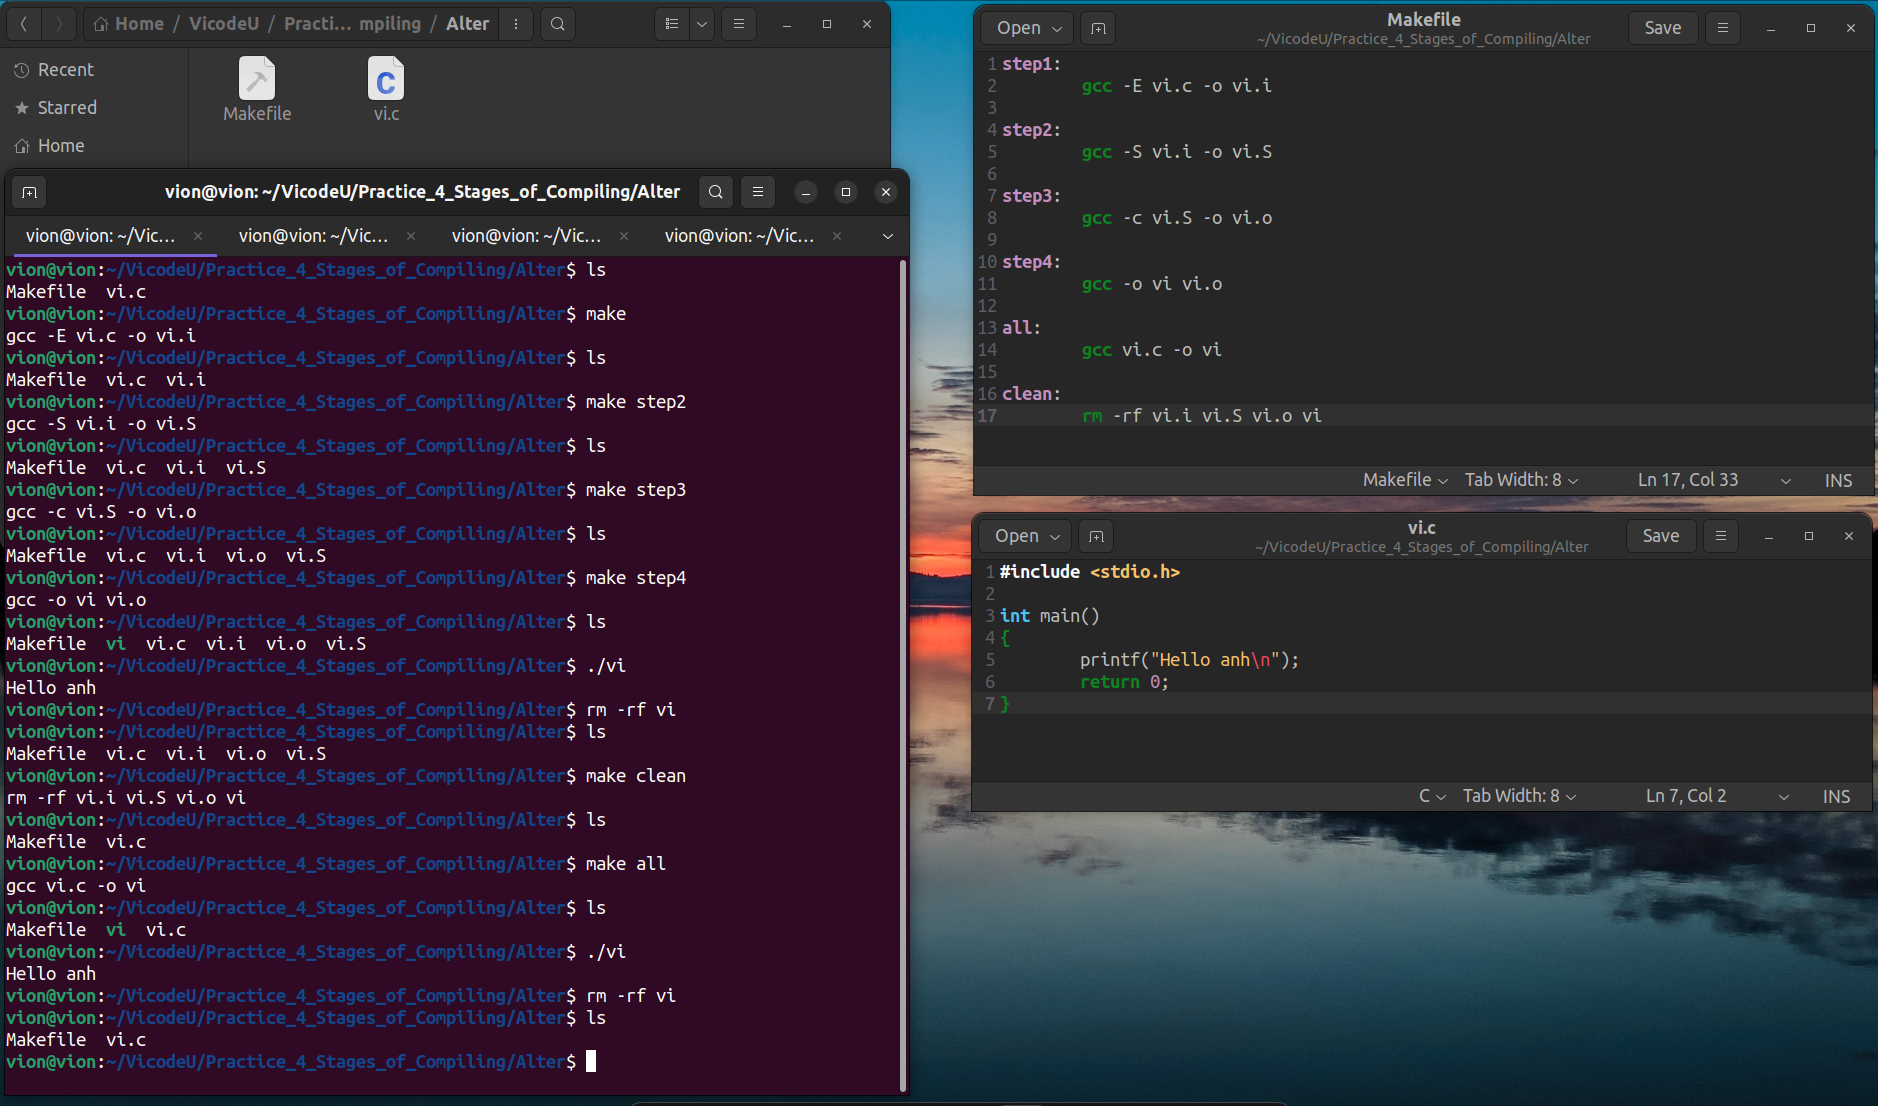 Home / VicodeU / Practi... mpiling / Alter
Recent
Starred
Home
Makefile
vi.c
vion@vion: ~/VicodeU/Practice_4_Stages_of_Compiling/Alter
vion@vion: ~/Vic...
vion@vion: ~/Vic...
vion@vion: ~/Vic...
vion@vion: ~/Vic...
vion@vion:~/VicodeU/Practice_4_Stages_of_Compiling/Alter$ ls
Makefile  vi.c
vion@vion:~/VicodeU/Practice_4_Stages_of_Compiling/Alter$ make
gcc -E vi.c -o vi.i
vion@vion:~/VicodeU/Practice_4_Stages_of_Compiling/Alter$ ls
Makefile  vi.c  vi.i
vion@vion:~/VicodeU/Practice_4_Stages_of_Compiling/Alter$ make step2
gcc -S vi.i -o vi.S
vion@vion:~/VicodeU/Practice_4_Stages_of_Compiling/Alter$ ls
Makefile  vi.c  vi.i  vi.S
vion@vion:~/VicodeU/Practice_4_Stages_of_Compiling/Alter$ make step3
gcc -c vi.S -o vi.o
vion@vion:~/VicodeU/Practice_4_Stages_of_Compiling/Alter$ ls
Makefile  vi.c  vi.i  vi.o  vi.S
vion@vion:~/VicodeU/Practice_4_Stages_of_Compiling/Alter$ make step4
gcc -o vi vi.o
vion@vion:~/VicodeU/Practice_4_Stages_of_Compiling/Alter$ ls
Makefile  vi  vi.c  vi.i  vi.o  vi.S
vion@vion:~/VicodeU/Practice_4_Stages_of_Compiling/Alter$ ./vi
Hello anh
vion@vion:~/VicodeU/Practice_4_Stages_of_Compiling/Alter$ rm -rf vi
vion@vion:~/VicodeU/Practice_4_Stages_of_Compiling/Alter$ ls
Makefile  vi.c  vi.i  vi.o  vi.S
vion@vion:~/VicodeU/Practice_4_Stages_of_Compiling/Alter$ make clean
rm -rf vi.i vi.S vi.o vi
vion@vion:~/VicodeU/Practice_4_Stages_of_Compiling/Alter$ ls
Makefile  vi.c
vion@vion:~/VicodeU/Practice_4_Stages_of_Compiling/Alter$ make all
gcc vi.c -o vi
vion@vion:~/VicodeU/Practice_4_Stages_of_Compiling/Alter$ ls
Makefile  vi  vi.c
vion@vion:~/VicodeU/Practice_4_Stages_of_Compiling/Alter$ ./vi
Hello anh
vion@vion:~/VicodeU/Practice_4_Stages_of_Compiling/Alter$ rm -rf vi
vion@vion:~/VicodeU/Practice_4_Stages_of_Compiling/Alter$ ls
Makefile  vi.c
vion@vion:~/VicodeU/Practice_4_Stages_of_Compiling/Alter$
Open
Makefile
~/VicodeU/Practice_4_Stages_of_Compiling/Alter
Save
1 step1:
2 gcc -E vi.c -o vi.i
3
4 step2:
5 gcc -S vi.i -o vi.S
6
7 step3:
8 gcc -c vi.S -o vi.o
9
10 step4:
11 gcc -o vi vi.o
12
13 all:
14 gcc vi.c -o vi
15
16 clean:
17 rm -rf vi.i vi.S vi.o vi
Makefile Tab Width: 8 Ln 17, Col 33 INS
Open
vi.c
~/VicodeU/Practice_4_Stages_of_Compiling/Alter
Save
1 #include <stdio.h>
2
3 int main()
4 {
5 printf("Hello anh\n");
6 return 0;
7 }
C Tab Width: 8 Ln 7, Col 2 INS